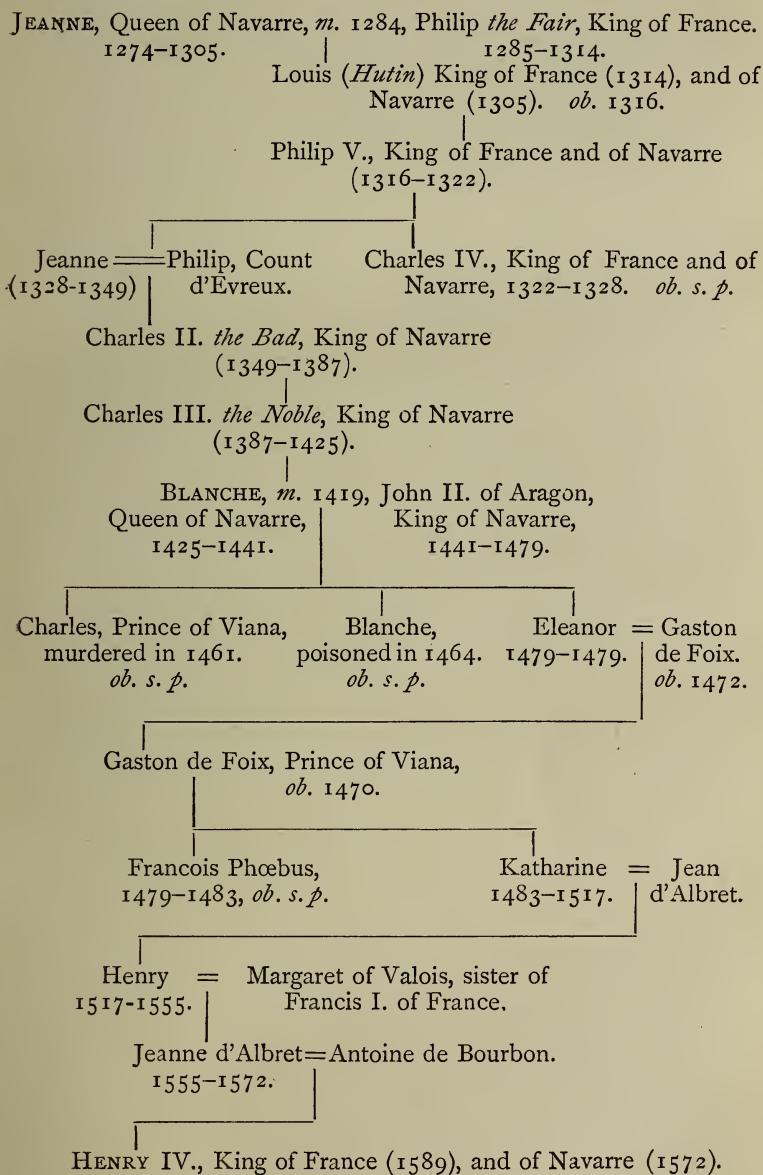 JEANNE, Queen of Navarre, m. 1284, Philip the Fair, King of France.
1274–1305. 1285–1314.
Louis (Hutin) King of France (1314), and of
Navarre (1305). ob. 1316.
Philip V., King of France and of Navarre
(1316–1322).
Jeanne = Philip, Count Charles IV., King of France and of
(1328-1349) d'Evreux. Navarre, 1322–1328. ob. s. p.
Charles II. the Bad, King of Navarre
(1349–1387).
Charles III. the Noble, King of Navarre
(1387–1425).
BLANCHE, m. 1419, John II. of Aragon,
Queen of Navarre, King of Navarre,
1425–1441. 1441–1479.
Charles, Prince of Viana, Blanche, Eleanor = Gaston
murdered in 1461. poisoned in 1464. 1479–1479. de Foix.
ob. s. p. ob. s. p. ob. 1472.
Gaston de Foix, Prince of Viana,
ob. 1470.
Francois Phœbus, Katharine = Jean
1479–1483, ob. s. p. 1483–1517. d'Albret.
Henry = Margaret of Valois, sister of
1517-1555. Francis I. of France.
Jeanne d'Albret=Antoine de Bourbon.
1555–1572.
HENRY IV., King of France (1589), and of Navarre (1572).